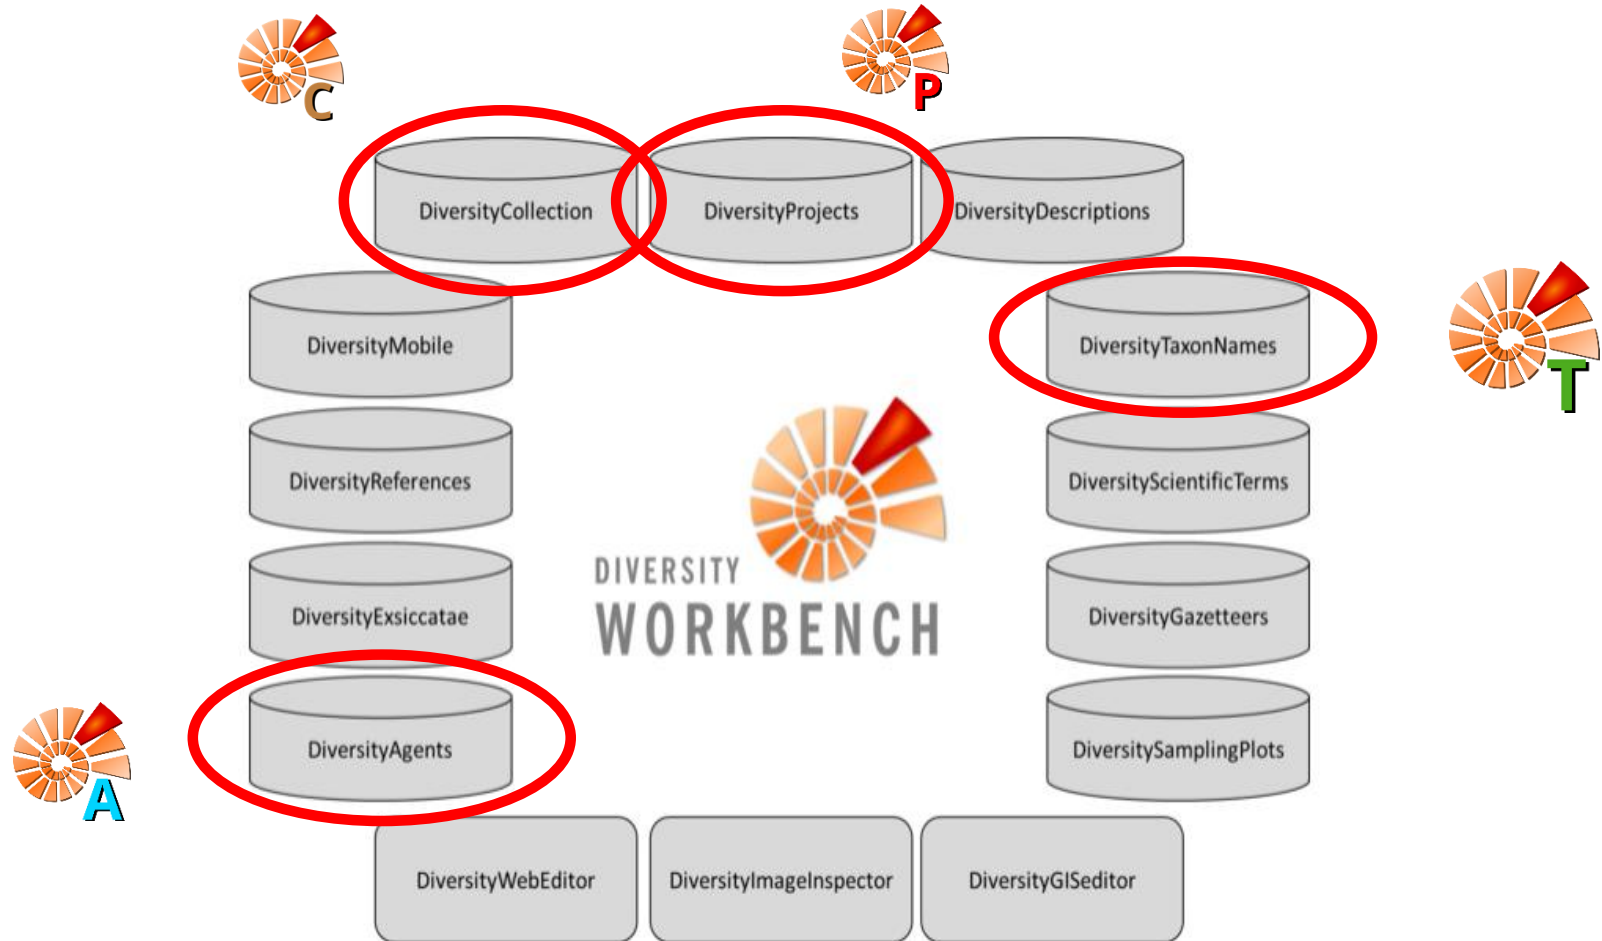 C
P
DiversityCollection
DiversityProjects
DiversityDescriptions
DiversityMobile
DiversityTaxonNames
T
DiversityReferences
DiversityScientificTerms
DIVERSITY
WORKBENCH
DiversityExsiccatae
DiversityGazetteers
A
DiversityAgents
DiversitySamplingPlots
DiversityWebEditor
DiversityImageInspector
DiversityGISeditor